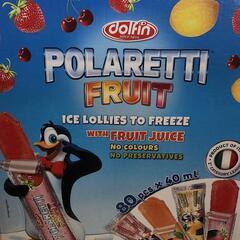 dolfin
POLARETTI
FRUIT
ICE LOLLIES TO FREEZE
WITH FRUIT JUICE
NO COLOURS
NO PRESERVATIVES
80 pcs x 40 ml
PRODUCT OF